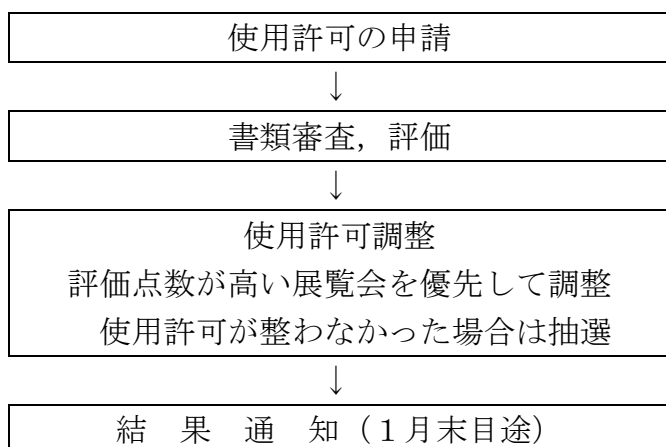 使用許可の申請
↓
書類審査，評価
↓
使用許可調整
評価点数が高い展覧会を優先して調整
使用許可が整わなかった場合は抽選
↓
結　果　通　知（１月末目途）